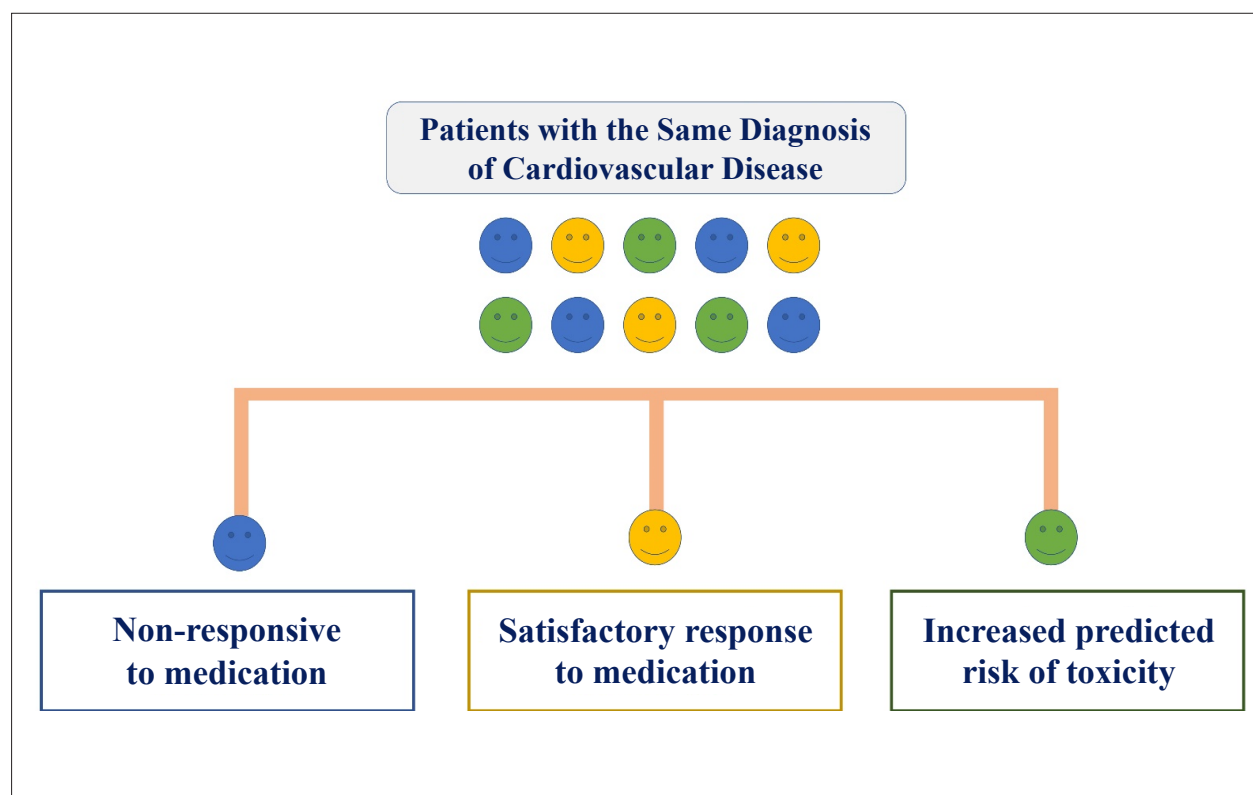 Patients with the Same Diagnosis
of Cardiovascular Disease
Non-responsive
to medication
Satisfactory response
to medication
Increased predicted
risk of toxicity